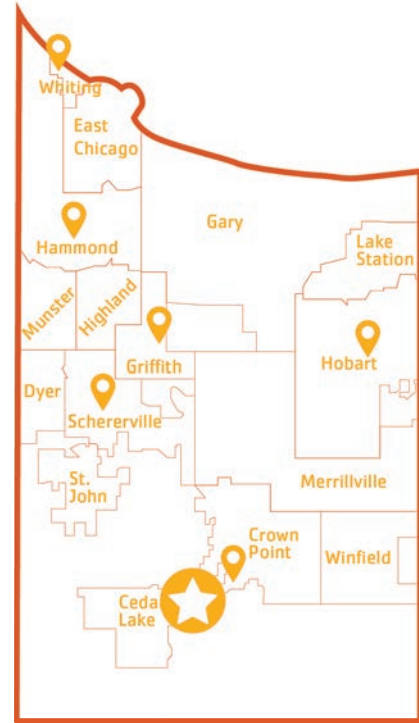 Whiting
East
Chicago
Gary
Hammond
Lake
Station
Munster
Highland
Griffith
Hobart
Dyer
Schererville
St.
John
Merrillville
Crown
Point
Winfield
Ceda
Lake